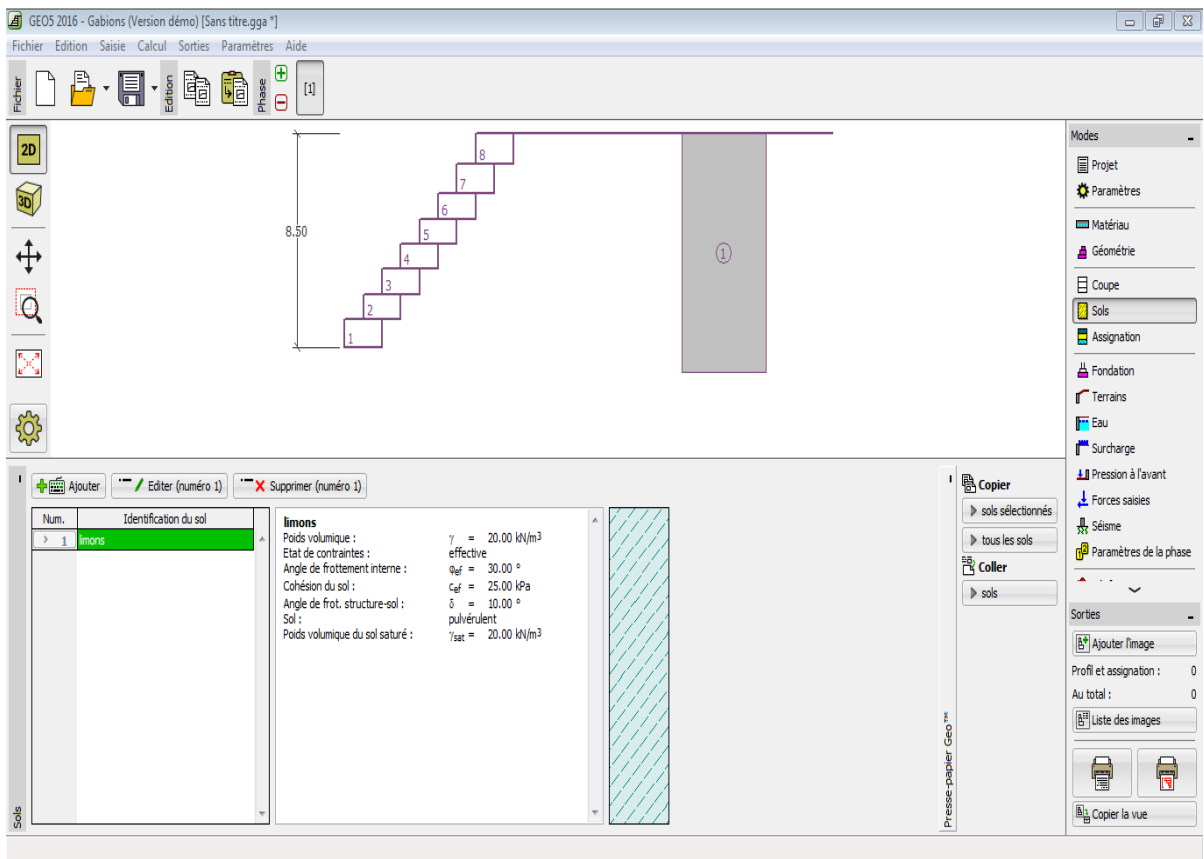 GEO5 2016 - Gabions (Version démo) [Sans titre.gga *]
Fichier Edition Saisie Calcul Sorties Paramètres Aide
Fichier
Edition
Phase
[1]
2D
3D
8.50
8
7
6
5
4
3
2
1
1
Modes
Projet
Paramètres
Matériau
Géométrie
Coupe
Sols
Assignation
Fondation
Terrains
Eau
Surcharge
Pression à l'avant
Forces saisies
Séisme
Paramètres de la phase
Sols
Ajouter Editer (numéro 1) Supprimer (numéro 1)
Num. Identification du sol
1 limons
limons
Poids volumique : γ = 20.00 kN/m3
Etat de contraintes : effective
Angle de frottement interne : φef = 30.00 °
Cohésion du sol : cef = 25.00 kPa
Angle de frot. structure-sol : δ = 10.00 °
Sol : pulvérulent
Poids volumique du sol saturé : γsat = 20.00 kN/m3
Presse-papier Geo™
Copier
sols sélectionnés
tous les sols
Coller
sols
Sorties
Ajouter l'image
Profil et assignation : 0
Au total : 0
Liste des images
Copier la vue